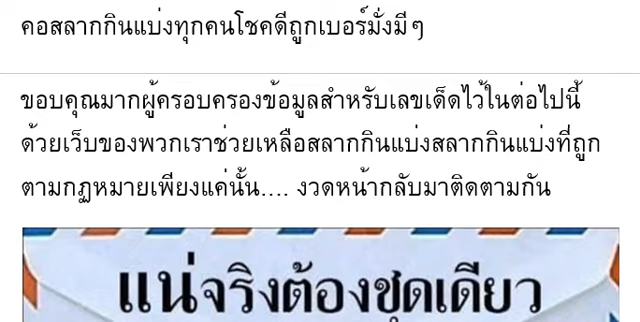 คอสลากกินแบ่งทุกคนโชคดีถูกเบอร์มั่งมีๆ
ขอบคุณมากผู้ครอบครองข้อมูลสำหรับเลขเด็ดไว้ในต่อไปนี้
ด้วยเว็บของพวกเราช่วยเหลือสลากกินแบ่งสลากกินแบ่งที่ถูก
ตามกฏหมายเพียงแค่นั้น.... งวดหน้ากลับมาติดตามกัน
แน่จริงต้องชุดเดียว